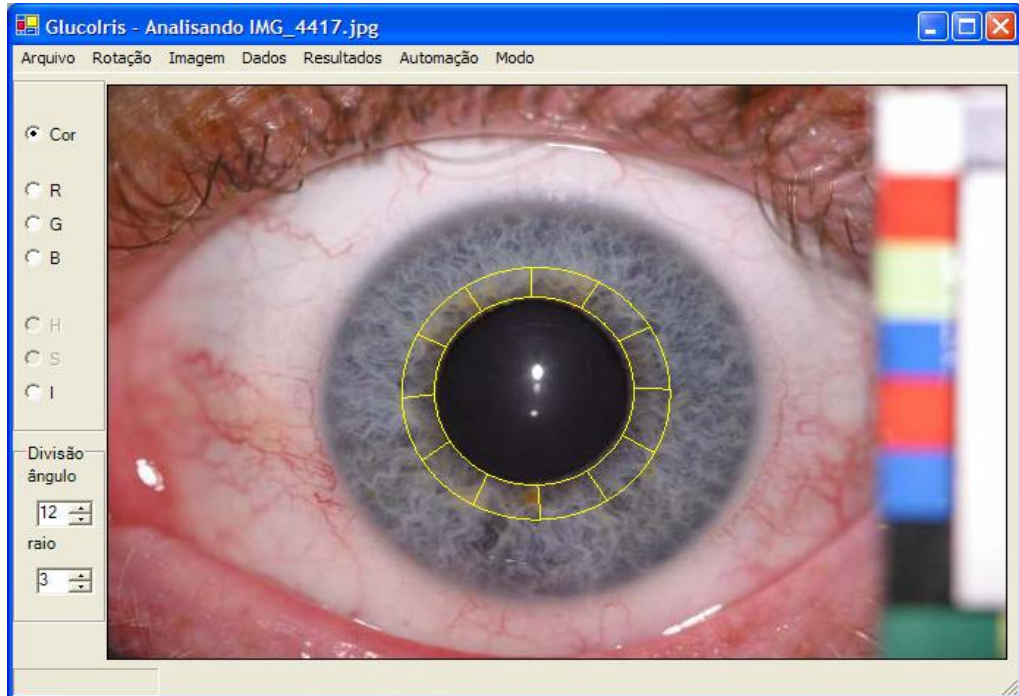 GlucoIris - Analisando IMG_4417.jpg
Arquivo Rotação Imagem Dados Resultados Automação Modo
Cor
R
G
B
H
S
I
Divisão
ângulo
12
raio
3